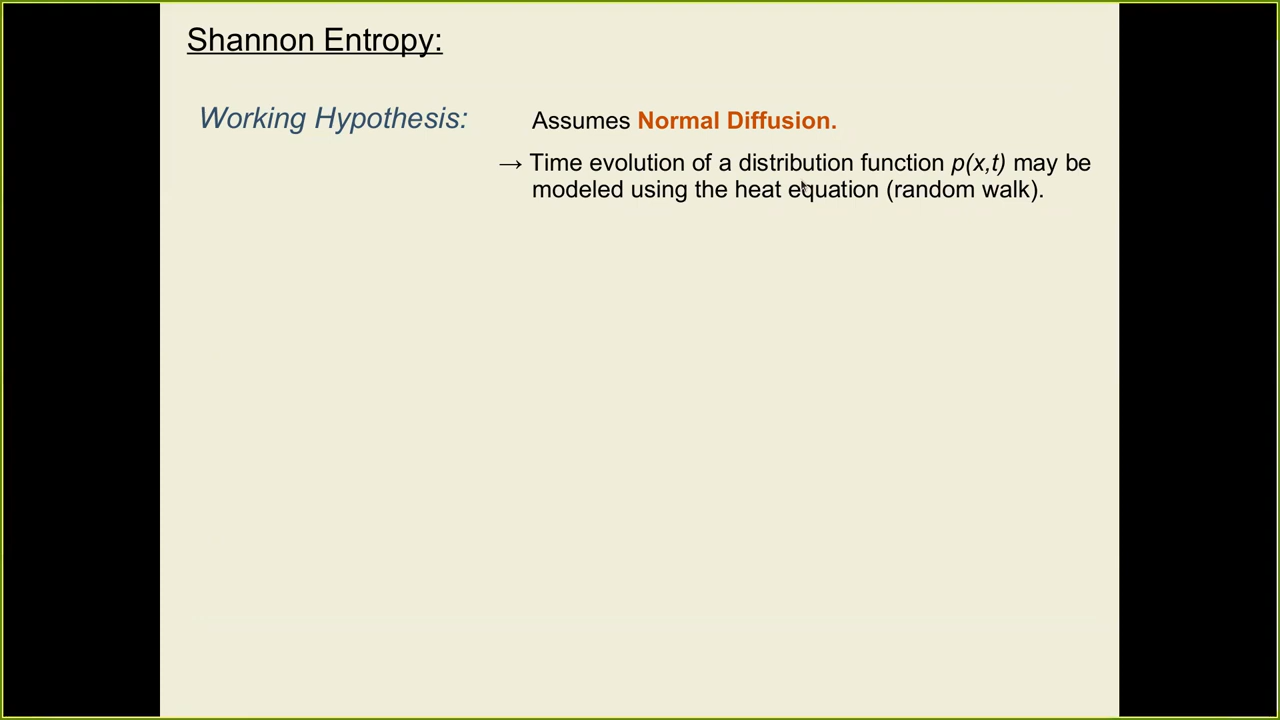 Shannon Entropy:
Working Hypothesis:
Assumes Normal Diffusion.
→ Time evolution of a distribution function p(x,t) may be
modeled using the heat equation (random walk).